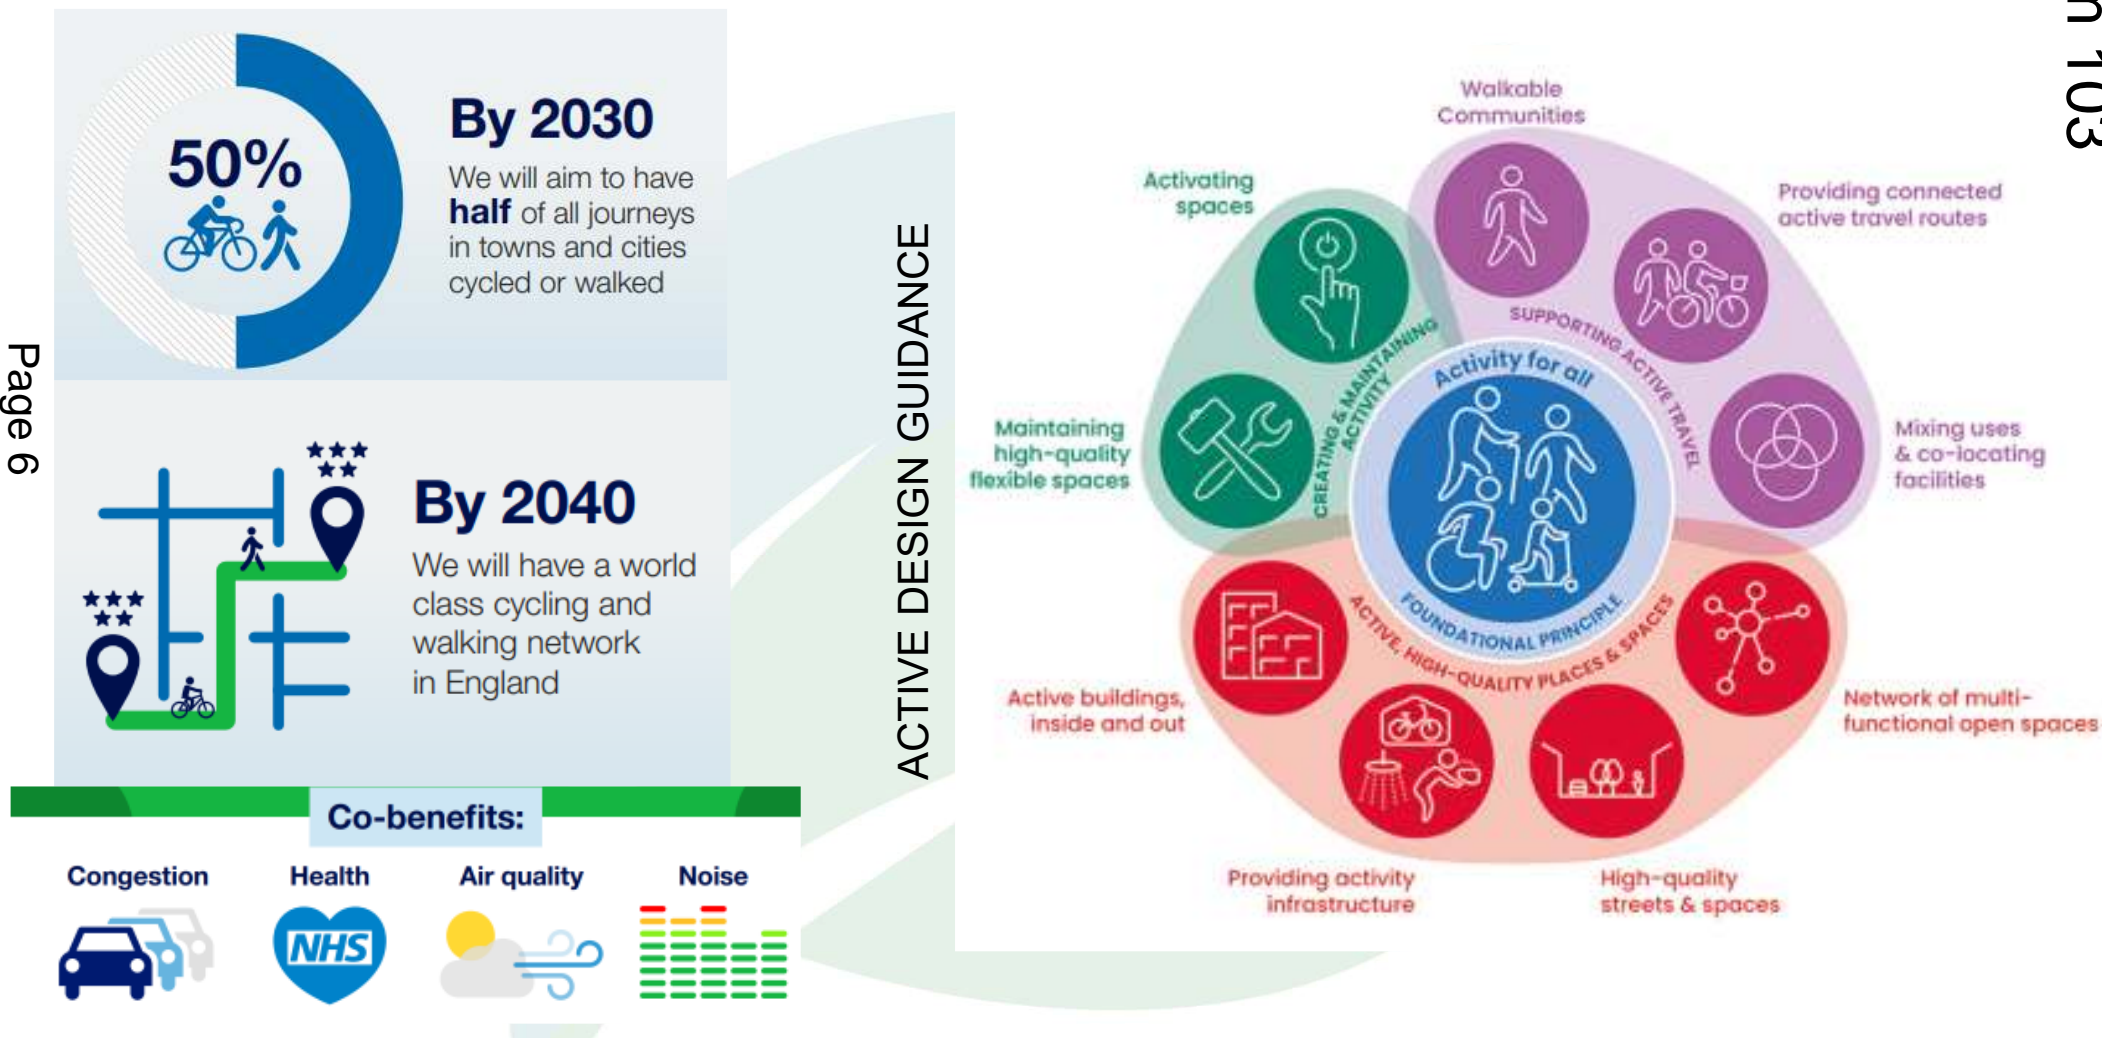 50%
By 2030
We will aim to have
half of all journeys
in towns and cities
cycled or walked
By 2040
We will have a world
class cycling and
walking network
in England
Co-benefits:
Congestion
Health
Air quality
Noise
NHS
Page 6
ACTIVE DESIGN GUIDANCE
Walkable
Communities
Activating
spaces
Providing connected
active travel routes
Maintaining
high-quality
flexible spaces
Mixing uses
& co-locating
facilities
SUPPORTING ACTIVE TRAVEL
CREATING & MAINTAINING
ACTIVITY
Activity for all
FOUNDATIONAL PRINCIPLE
ACTIVE, HIGH-QUALITY PLACES & SPACES
Active buildings,
inside and out
Network of multi-
functional open spaces
Providing activity
infrastructure
High-quality
streets & spaces
103